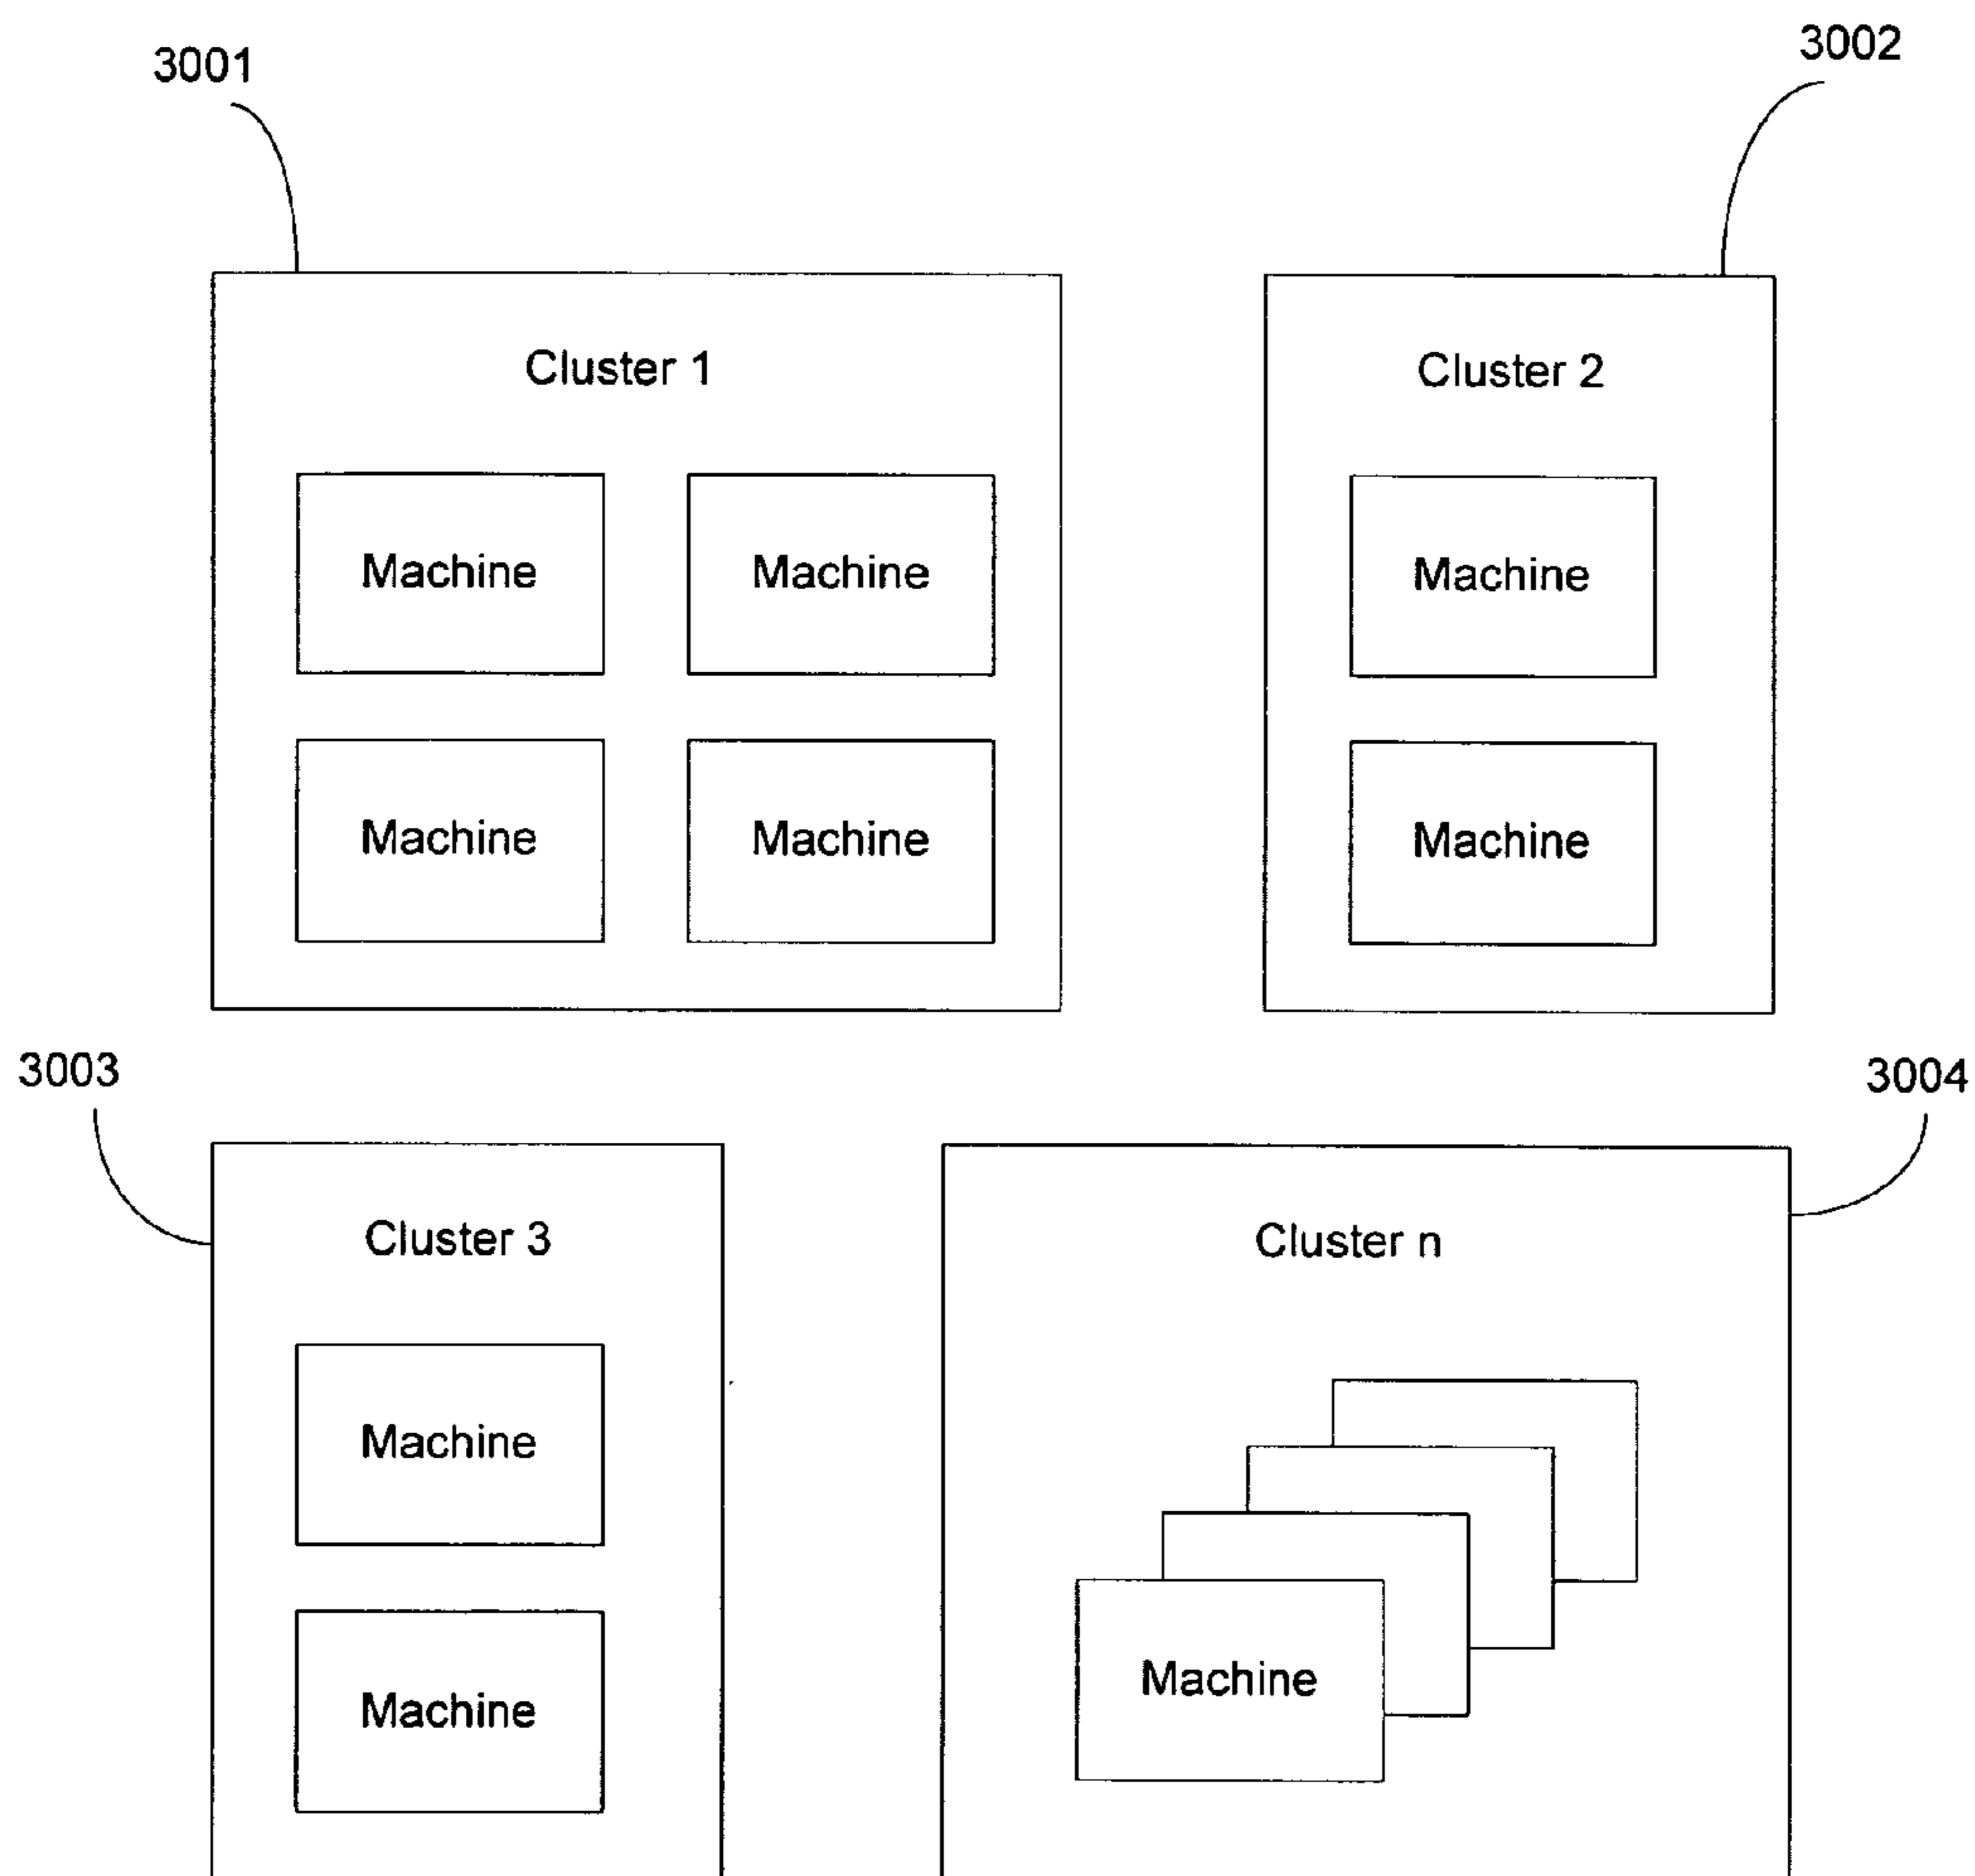 3001
3002
Cluster 1
Cluster 2
Machine
Machine
Machine
Machine
Machine
Machine
3003
3004
Cluster 3
Cluster n
Machine
Machine
Machine